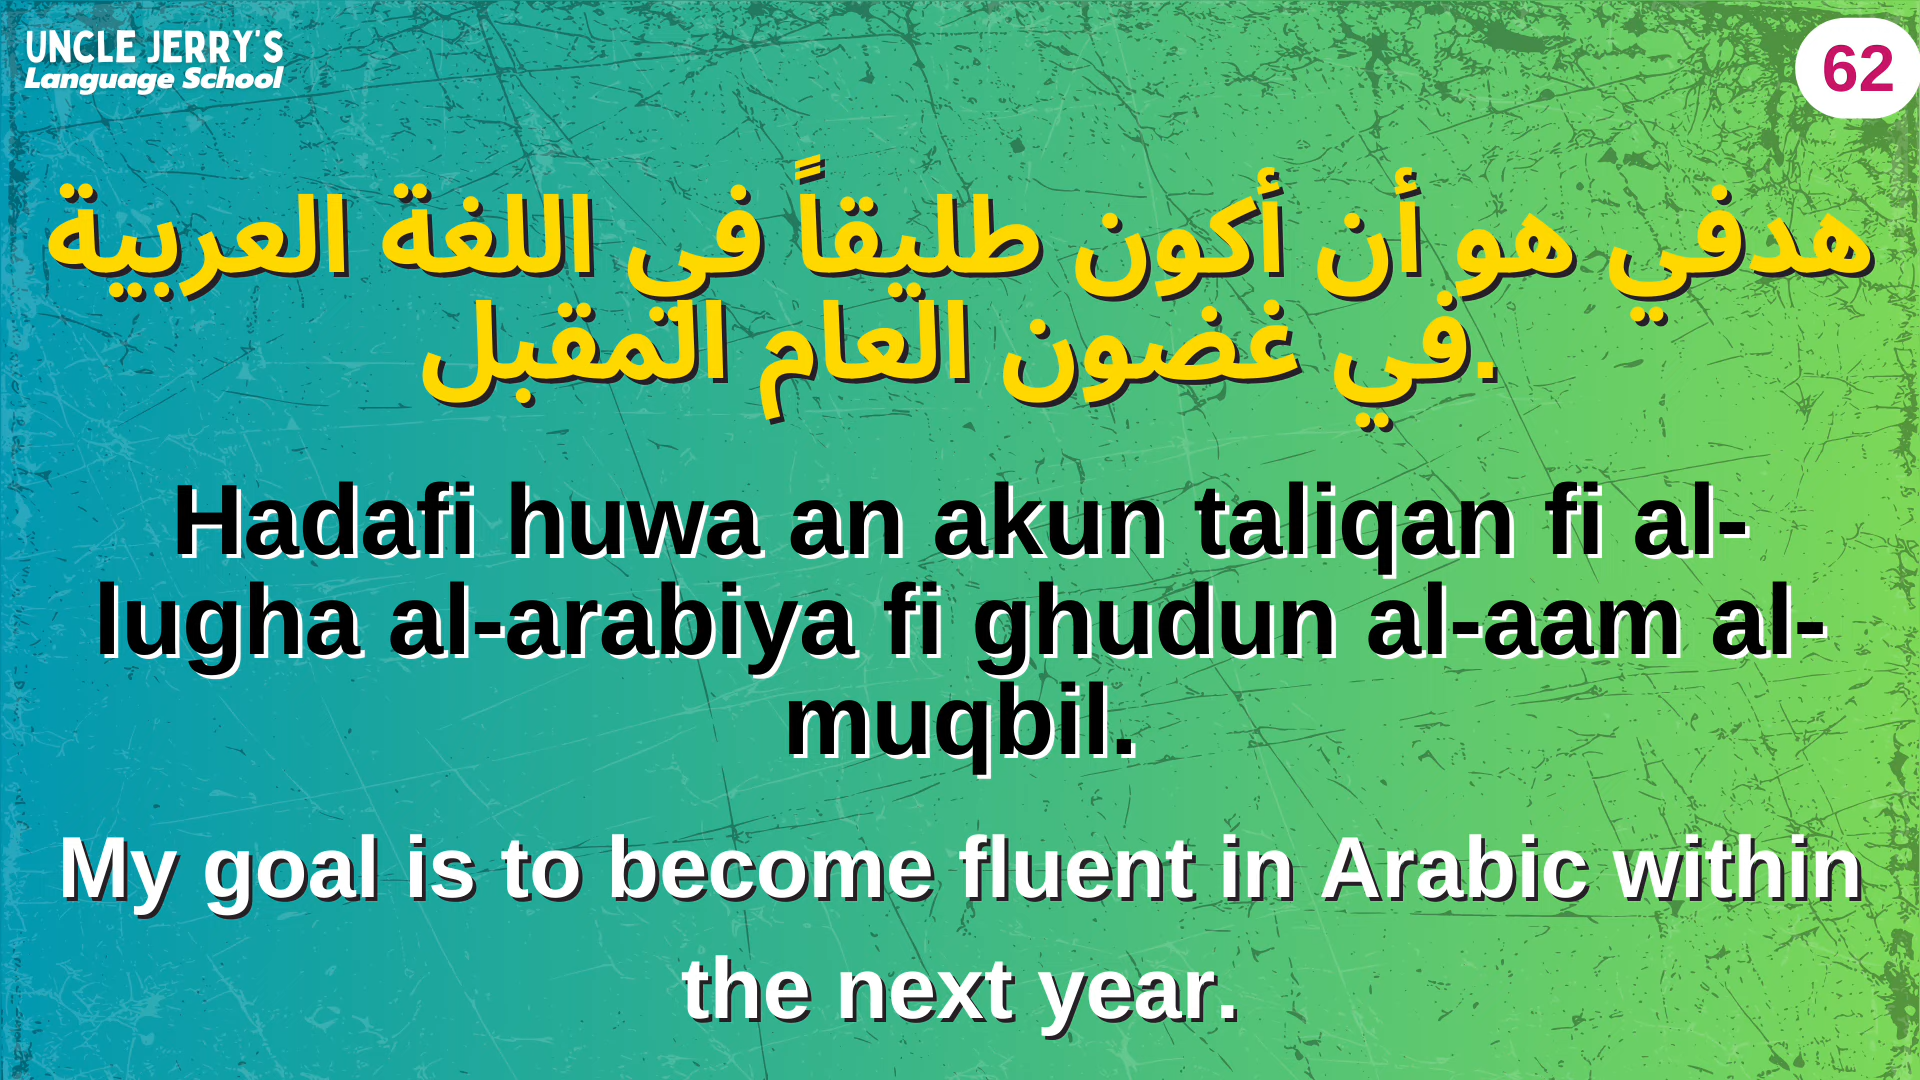 UNCLE JERRY'S
Language School
62
هدفي هو أن أكون طليقاً في اللغة العربية
في غضون العام المقبل.
Hadafi huwa an akun taliqan fi al-
lugha al-arabiya fi ghudun al-aam al-
muqbil.
My goal is to become fluent in Arabic within
the next year.